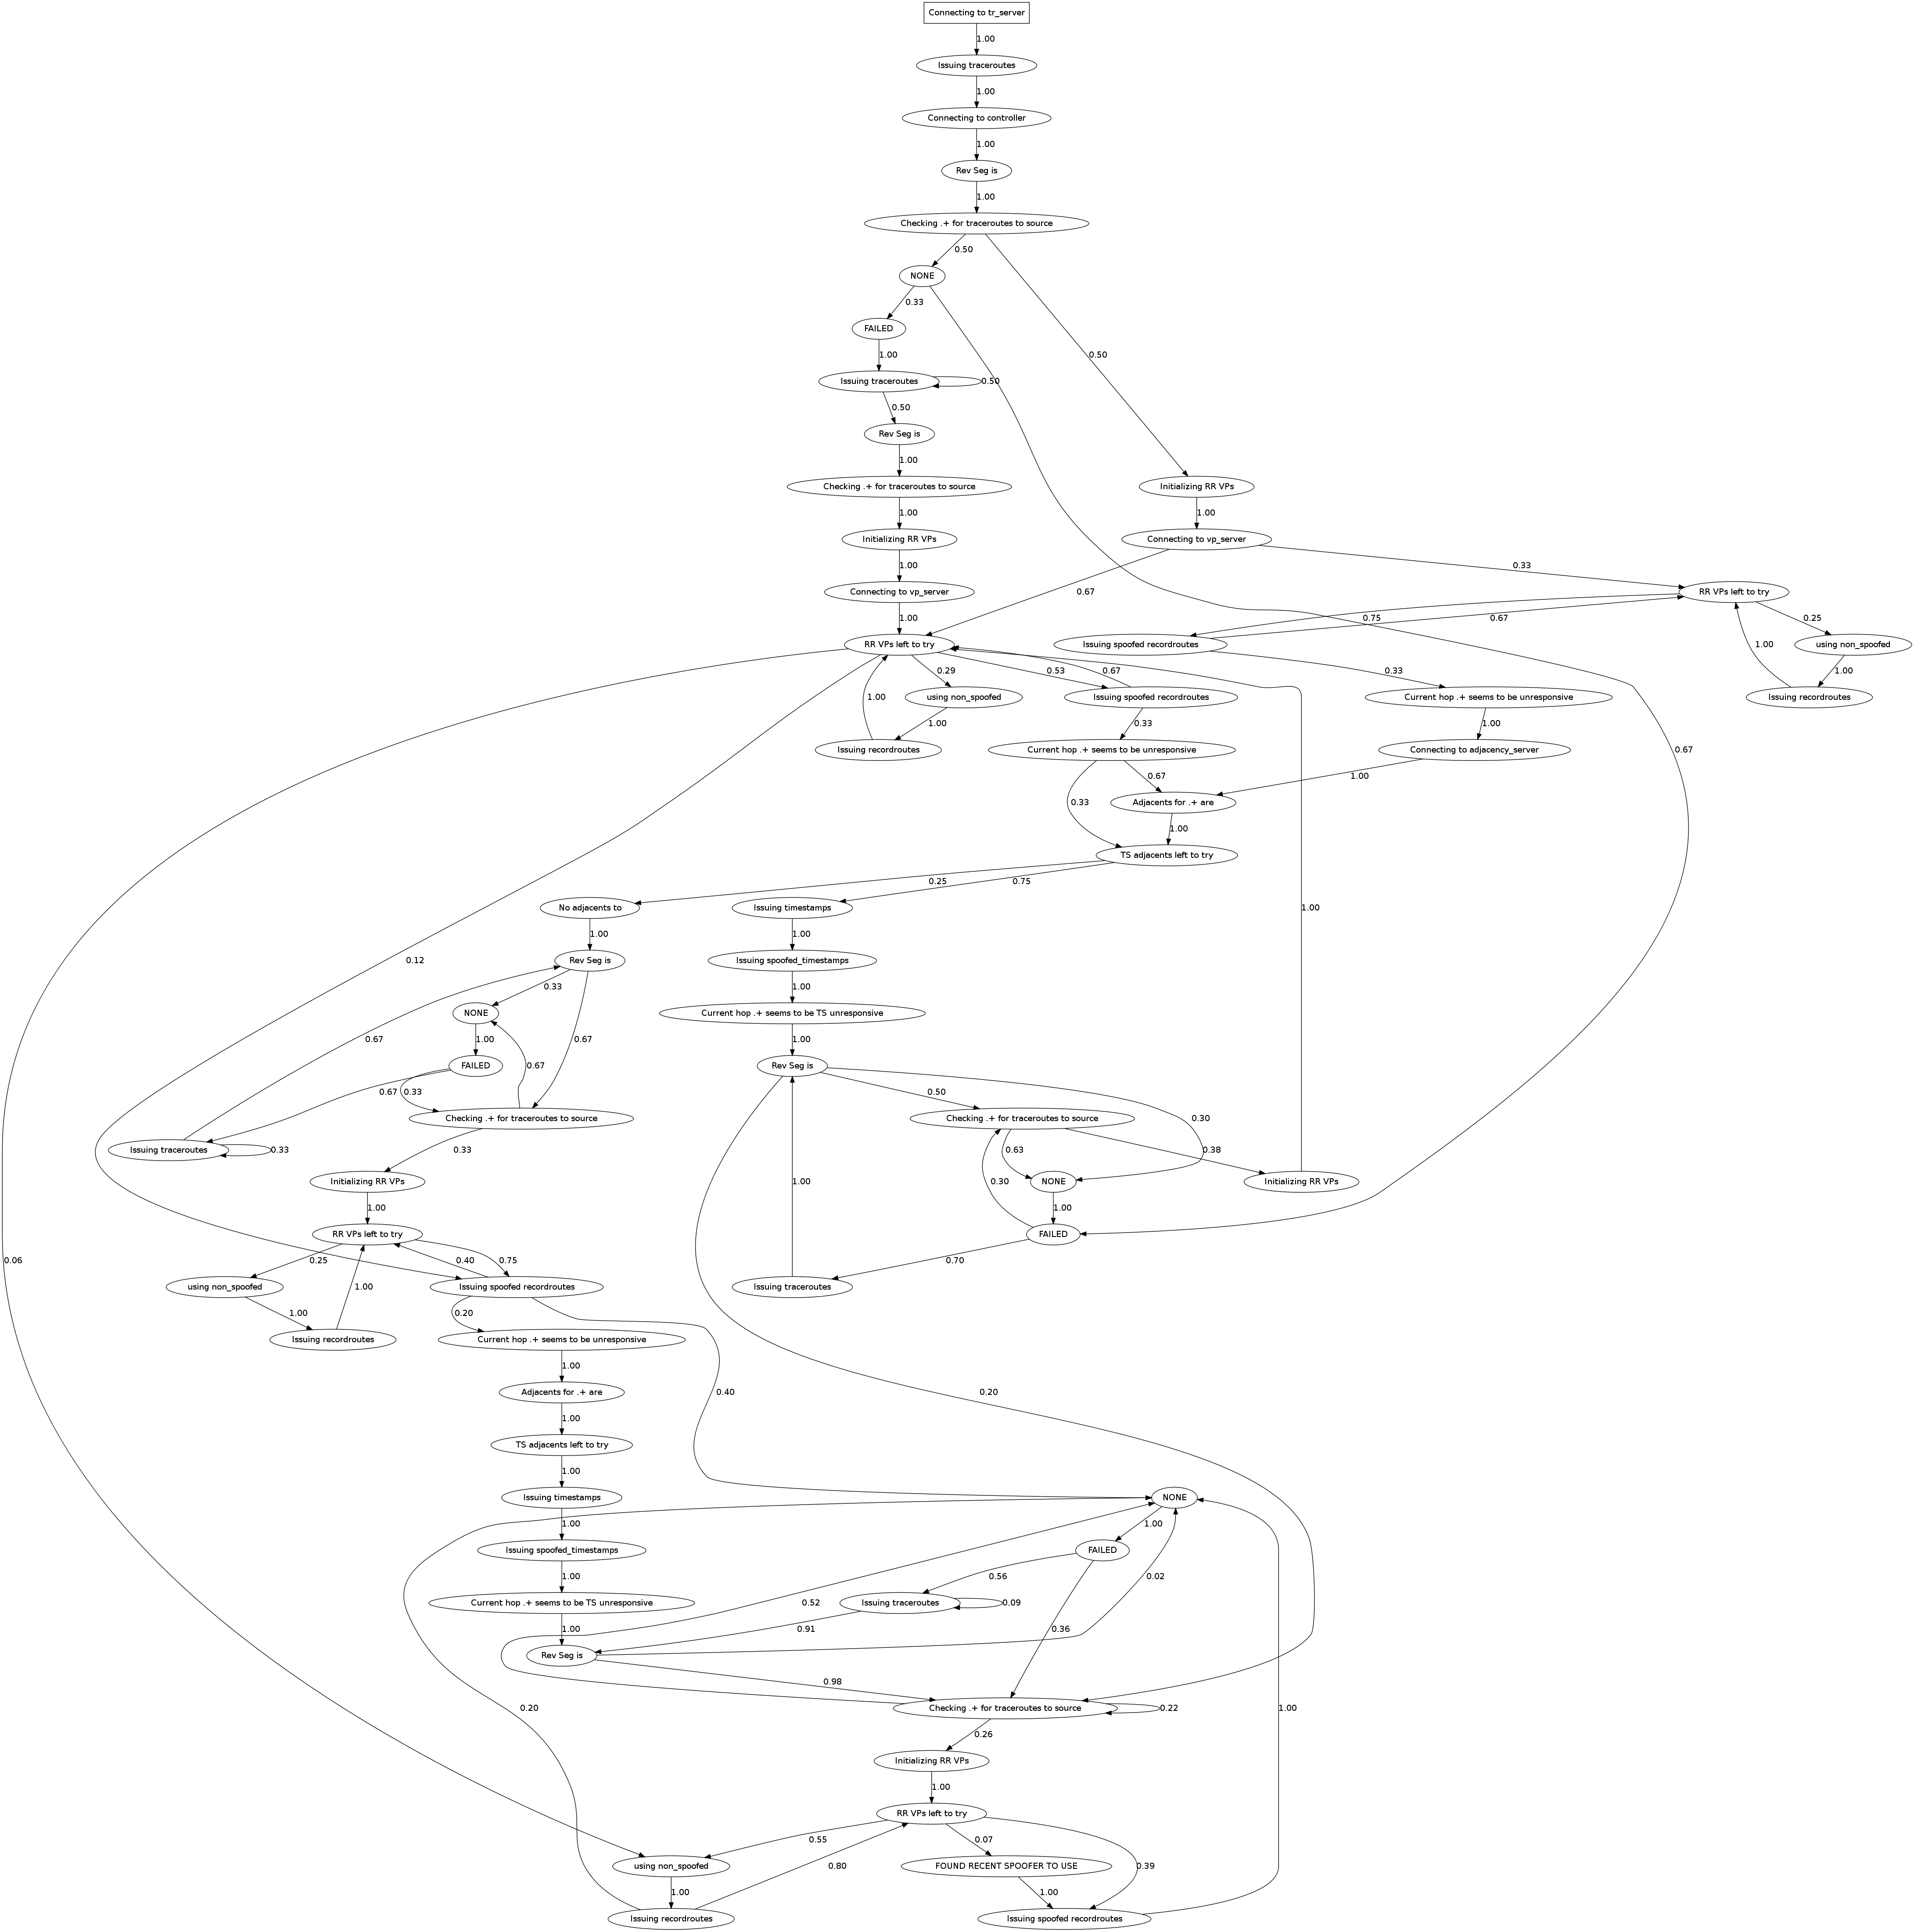 Connecting to tr_server
1.00
Issuing traceroutes
1.00
Connecting to controller
1.00
Rev Seg is
1.00
Checking .+ for traceroutes to source
0.50
NONE
0.33
FAILED
0.50
1.00
Issuing traceroutes
0.50
0.50
Rev Seg is
1.00
Checking .+ for traceroutes to source
Initializing RR VPs
1.00
1.00
Initializing RR VPs
Connecting to vp_server
1.00
0.33
Connecting to vp_server
0.67
RR VPs left to try
1.00
0.75
0.67
0.25
RR VPs left to try
Issuing spoofed recordroutes
using non_spoofed
0.29
0.53
0.67
0.33
1.00
1.00
using non_spoofed
Issuing spoofed recordroutes
Current hop .+ seems to be unresponsive
Issuing recordroutes
1.00
1.00
0.33
1.00
Issuing recordroutes
Current hop .+ seems to be unresponsive
Connecting to adjacency_server
0.67
0.67
1.00
0.33
Adjacents for .+ are
1.00
TS adjacents left to try
0.25
0.75
No adjacents to
Issuing timestamps
1.00
1.00
1.00
0.12
Rev Seg is
Issuing spoofed_timestamps
0.33
1.00
NONE
Current hop .+ seems to be TS unresponsive
0.67
1.00
0.67
0.67
1.00
FAILED
Rev Seg is
0.67
0.33
0.50
0.30
Checking .+ for traceroutes to source
Checking .+ for traceroutes to source
Issuing traceroutes
0.33
0.33
0.63
0.38
Initializing RR VPs
1.00
0.30
NONE
Initializing RR VPs
1.00
1.00
RR VPs left to try
FAILED
0.06
0.25
0.40
0.75
0.70
using non_spoofed
Issuing spoofed recordroutes
Issuing traceroutes
1.00
1.00
0.20
Issuing recordroutes
Current hop .+ seems to be unresponsive
1.00
Adjacents for .+ are
0.40
0.20
1.00
TS adjacents left to try
1.00
Issuing timestamps
NONE
1.00
1.00
Issuing spoofed_timestamps
FAILED
1.00
0.56
0.02
Current hop .+ seems to be TS unresponsive
0.52
Issuing traceroutes
0.09
1.00
0.91
0.36
Rev Seg is
0.98
0.20
Checking .+ for traceroutes to source
0.22
1.00
0.26
Initializing RR VPs
1.00
RR VPs left to try
0.55
0.07
using non_spoofed
0.80
FOUND RECENT SPOOFER TO USE
0.39
1.00
1.00
Issuing recordroutes
Issuing spoofed recordroutes